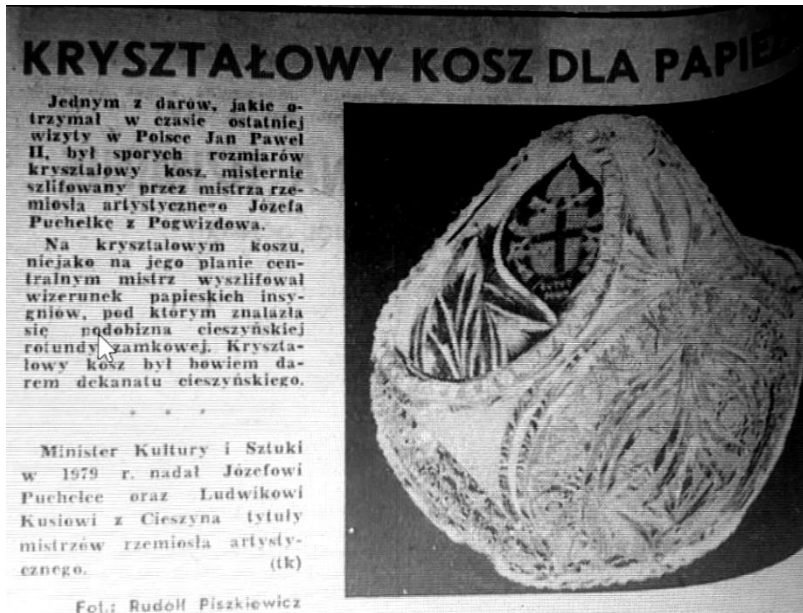 KRYSZTAŁOWY KOSZ DLA PAPIEŻ
Jednym z darów, jakie o-
trzymał w czasie ostatniej
wizyty w Polsce Jan Paweł
II, był sporych rozmiarów
kryształowy kosz, misternie
szlifowany przez mistrza rze-
miosła artystycznego Józefa
Puchełkę z Pogwizdowa.
Na kryształowym koszu,
niejako na jego planie cen-
tralnym mistrz wyszlifował
wizerunek papieskich insy-
gniów, pod którym znalazła
się podobizna cieszyńskiej
rotundy zamkowej. Kryszta-
łowy kosz był bowiem da-
rem dekanatu cieszyńskiego.
* * *
Minister Kultury i Sztuki
w 1979 r. nadał Józefowi
Puchełce oraz Ludwikowi
Kusiowi z Cieszyna tytuły
mistrzów rzemiosła artysty-
cznego. (tk)
Fot.: Rudolf Piszkiewicz